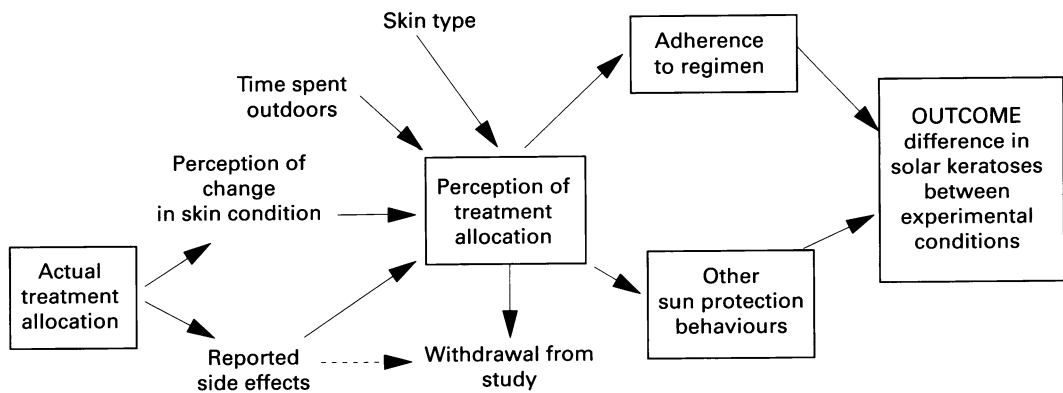 Skin type
Time spent
outdoors
Adherence
to regimen
OUTCOME
difference in
solar keratoses
between
experimental
conditions
Perception of
change
in skin condition
Perception of
treatment
allocation
Actual
treatment
allocation
Other
sun protection
behaviours
Reported
side effects
Withdrawal from
study